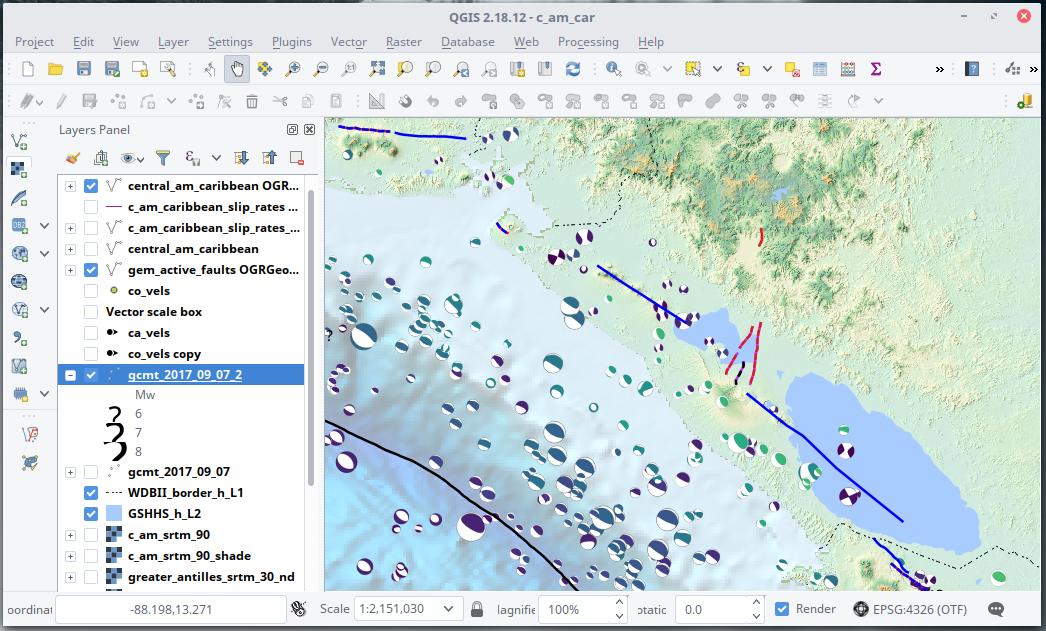 QGIS 2.18.12 - c_am_car
Project Edit View Layer Settings Plugins Vector Raster Database Web Processing Help
Layers Panel
central_am_caribbean OGR...
c_am_caribbean_slip_rates ...
c_am_caribbean_slip_rates_...
central_am_caribbean
gem_active_faults OGRGeo...
co_vels
Vector scale box
ca_vels
co_vels copy
gcmt_2017_09_07_2
Mw
6
7
8
gcmt_2017_09_07
WDBII_border_h_L1
GSHHS_h_L2
c_am_srtm_90
c_am_srtm_90_shade
greater_antilles_srtm_30_nd
?
oordinat -88.198,13.271 Scale 1:2,151,030 lagnifie 100% otatic 0.0 Render EPSG:4326 (OTF)